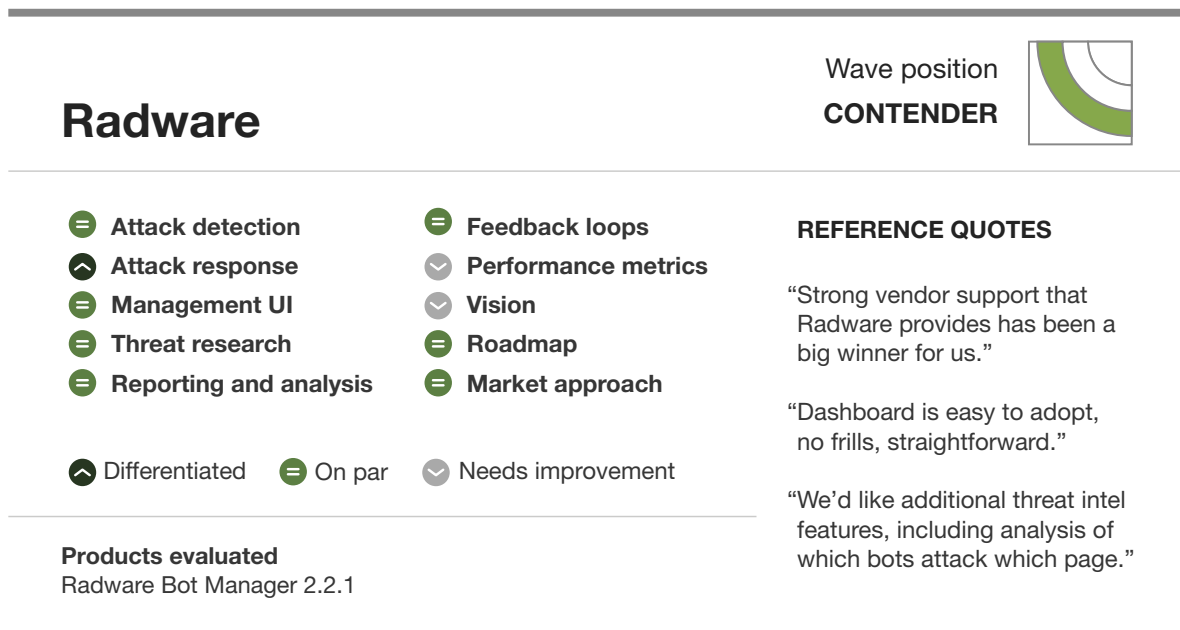 Wave position
CONTENDER
Radware
Attack detection
Attack response
Management UI
Threat research
Reporting and analysis
Feedback loops
Performance metrics
Vision
Roadmap
Market approach
Differentiated
On par
Needs improvement
Products evaluated
Radware Bot Manager 2.2.1
REFERENCE QUOTES
“Strong vendor support that
Radware provides has been a
big winner for us.”
“Dashboard is easy to adopt,
no frills, straightforward.”
“We’d like additional threat intel
features, including analysis of
which bots attack which page.”